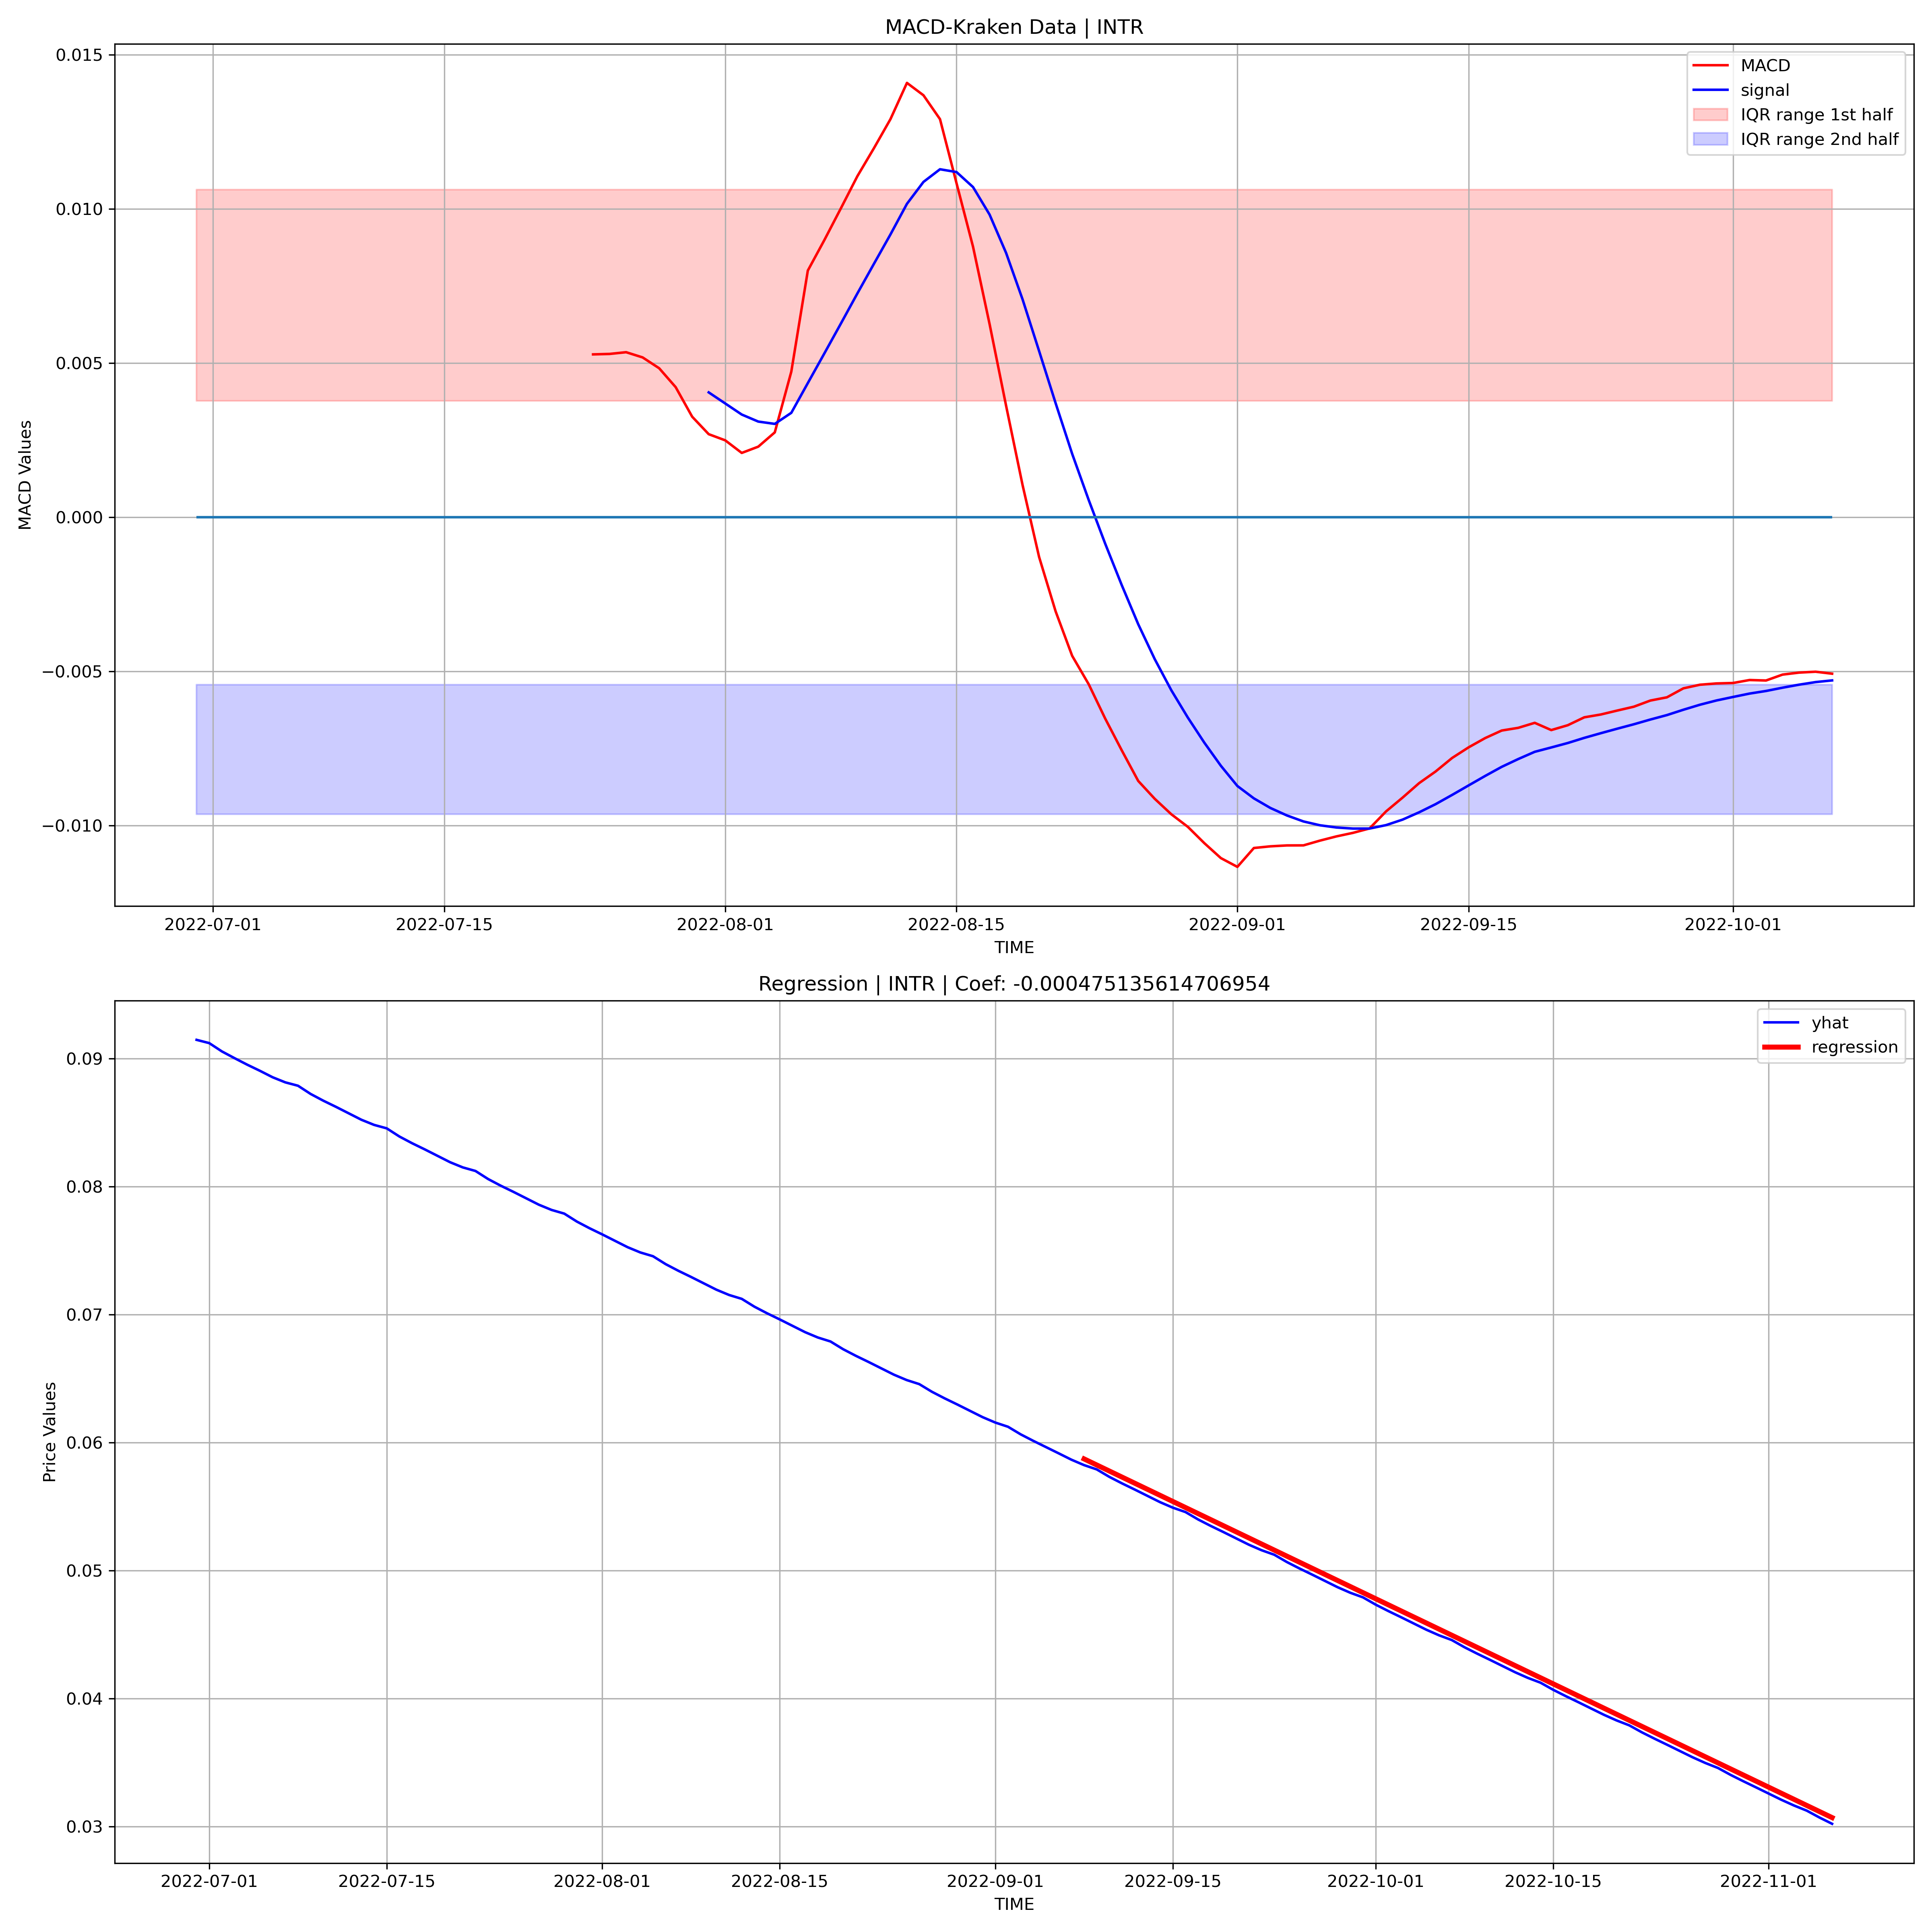 MACD-Kraken Data | INTR
MACD
signal
IQR range 1st half
IQR range 2nd half
0.015
0.010
0.005
0.000
−0.005
−0.010
MACD Values
2022-07-01 2022-07-15 2022-08-01 2022-08-15 2022-09-01 2022-09-15 2022-10-01
TIME
Regression | INTR | Coef: -0.000475135614706954
yhat
regression
0.09
0.08
0.07
0.06
0.05
0.04
0.03
Price Values
2022-07-01 2022-07-15 2022-08-01 2022-08-15 2022-09-01 2022-09-15 2022-10-01 2022-10-15 2022-11-01
TIME